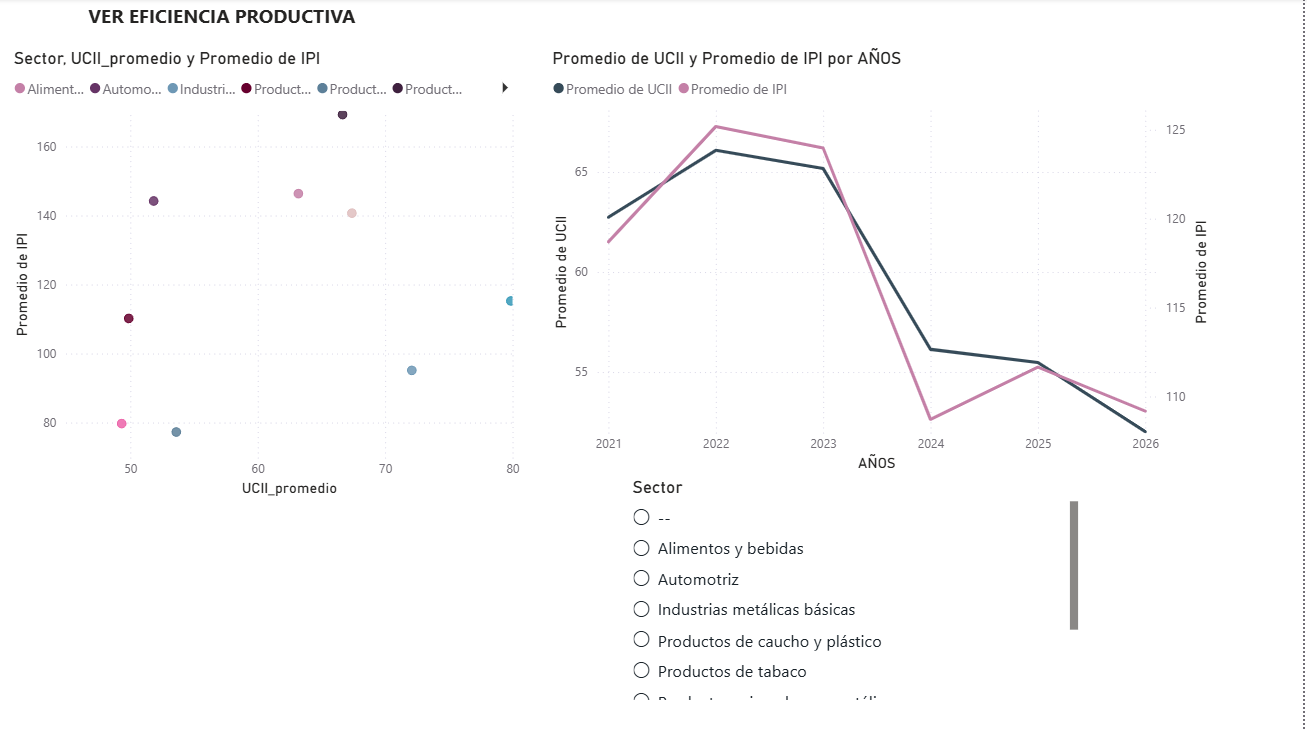 VER EFICIENCIA PRODUCTIVA
Sector, UCII_promedio y Promedio de IPI
Aliment... Automo... Industri... Product... Product... Product...
160
140
120
100
80
Promedio de IPI
50 60 70 80
UCII_promedio
Promedio de UCII y Promedio de IPI por AÑOS
Promedio de UCII Promedio de IPI
65
60
55
Promedio de UCII
125
120
115
110
Promedio de IPI
2021 2022 2023 2024 2025 2026
AÑOS
Sector
--
Alimentos y bebidas
Automotriz
Industrias metálicas básicas
Productos de caucho y plástico
Productos de tabaco